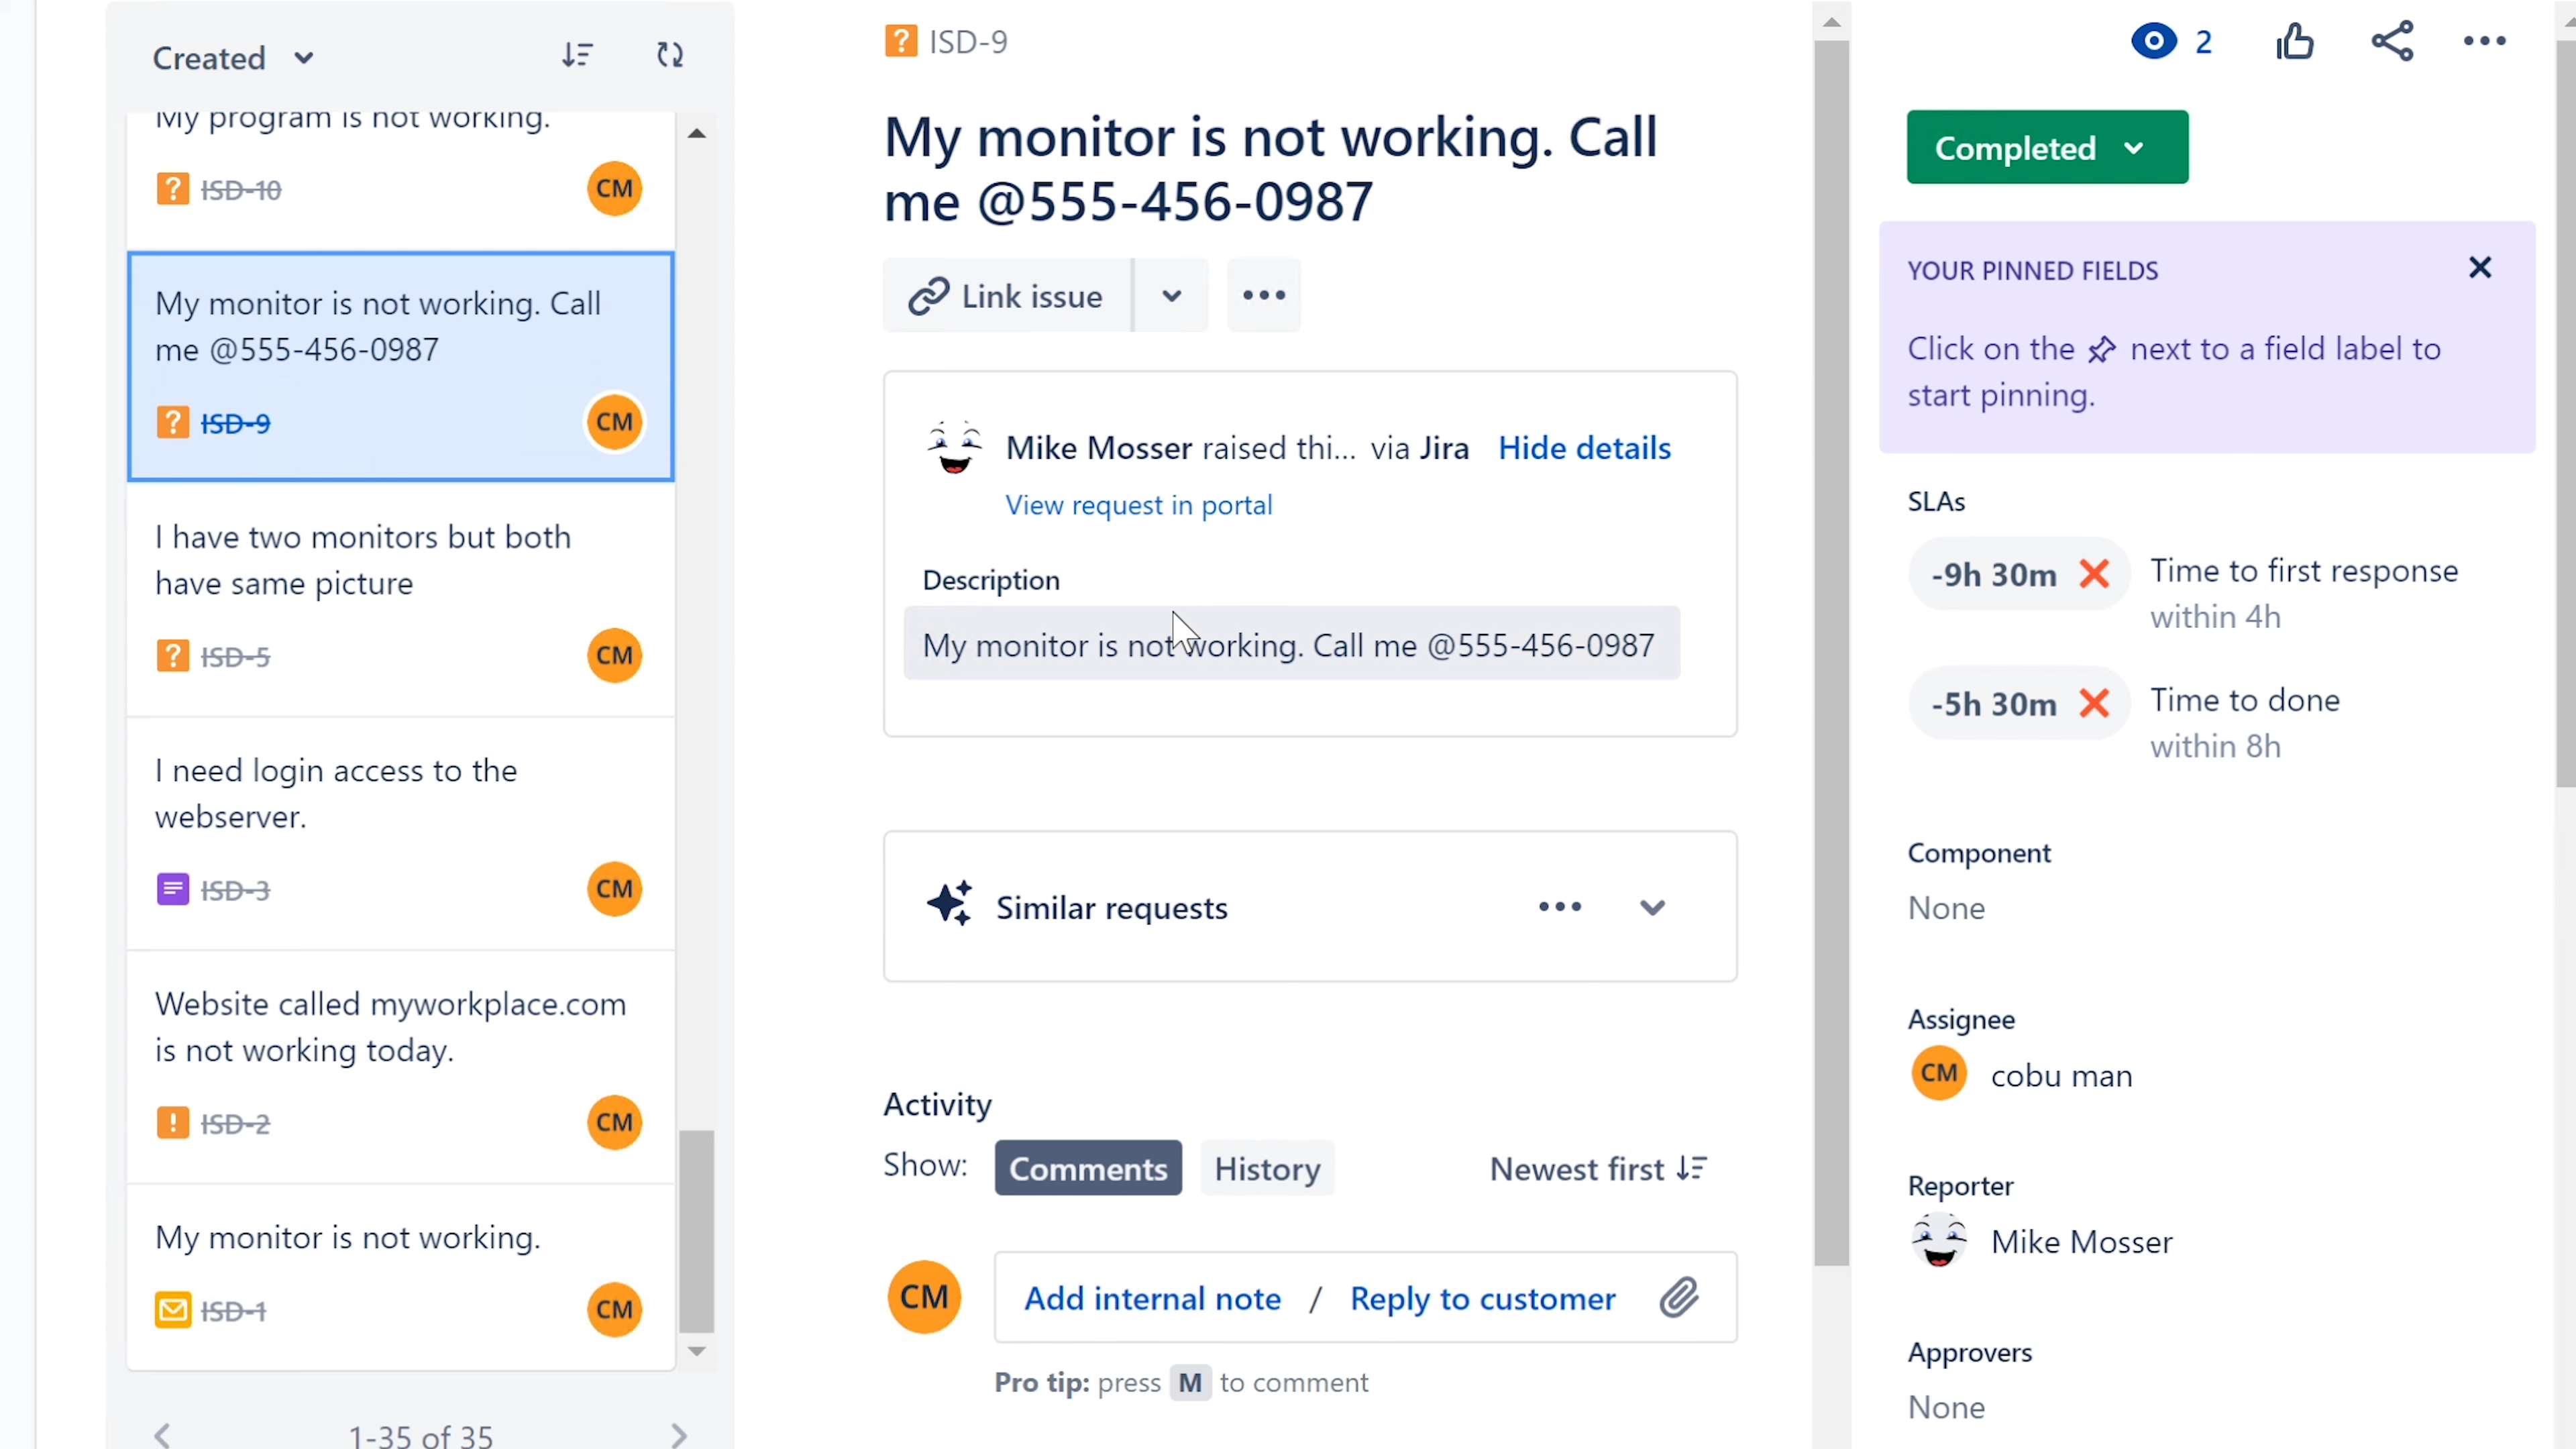 Created
My program is not working.
ISD-10
CM
My monitor is not working. Call
me @555-456-0987
ISD-9
CM
I have two monitors but both
have same picture
ISD-5
CM
I need login access to the
webserver.
ISD-3
CM
Website called myworkplace.com
is not working today.
ISD-2
CM
My monitor is not working.
ISD-1
CM
1-35 of 35
ISD-9
My monitor is not working. Call
me @555-456-0987
Link issue
Mike Mosser raised thi... via Jira Hide details
View request in portal
Description
My monitor is not working. Call me @555-456-0987
Similar requests
Activity
Show: Comments History Newest first
CM Add internal note / Reply to customer
Pro tip: press M to comment
2
Completed
YOUR PINNED FIELDS
Click on the next to a field label to
start pinning.
SLAs
-9h 30m Time to first response
within 4h
-5h 30m Time to done
within 8h
Component
None
Assignee
CM cobu man
Reporter
Mike Mosser
Approvers
None